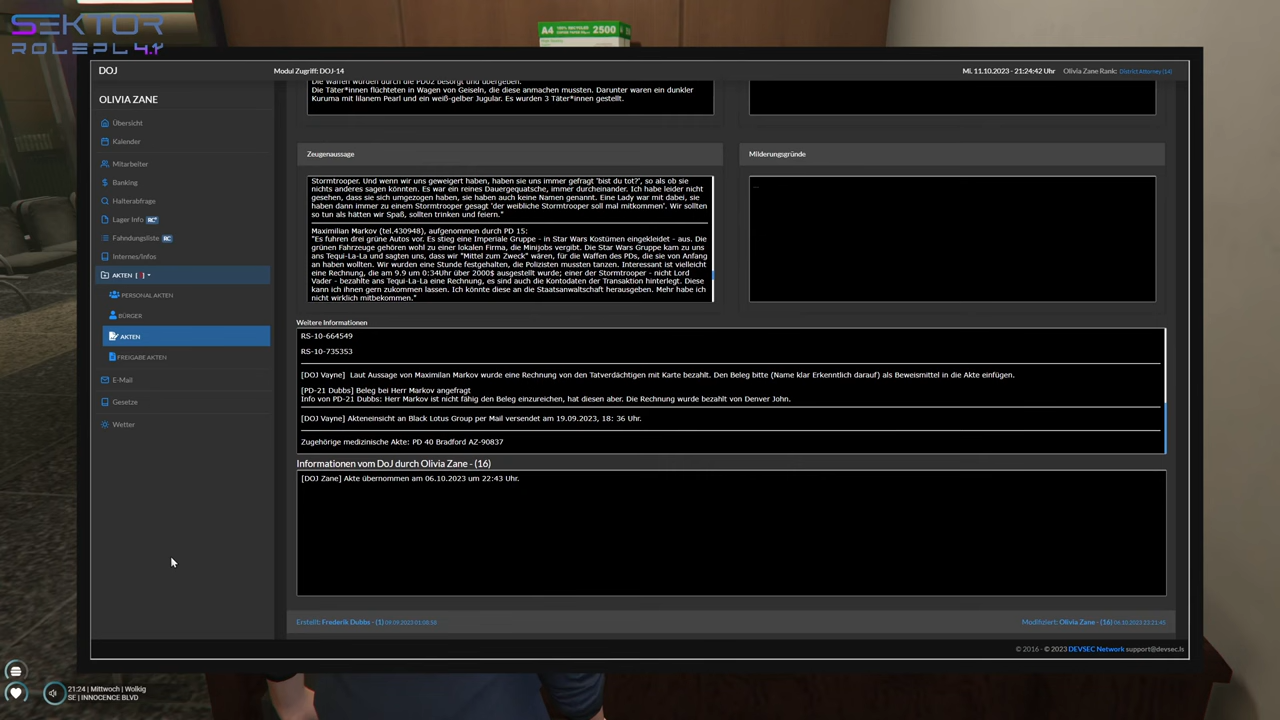 SEKTOR
ROLEPL4.Y
A4 100% RECYCLED 2500
DOJ
Modul Zugriff: DOJ-14
Mi. 11.10.2023 - 21:24:42 Uhr
Olivia Zane Rank: District Attorney (14)
OLIVIA ZANE
Übersicht
Kalender
Mitarbeiter
Banking
Halterabfrage
Lager Info RC²
Fahndungsliste RC
Internes/Infos
AKTEN
PERSONAL AKTEN
BÜRGER
AKTEN
FREIGABE AKTEN
E-Mail
Gesetze
Wetter
Die Waffen wurden durch die PD02 besorgt und übergeben.
Die Täter*innen flüchteten in Wagen von Geiseln, die diese anmachen mussten. Darunter waren ein dunkler
Kuruma mit lilanem Pearl und ein weiß-gelber Jugular. Es wurden 3 Täter*innen gestellt.
Zeugenaussage
Stormtrooper. Und wenn wir uns geweigert haben, haben sie uns immer gefragt 'bist du tot?', so als ob sie
nichts anderes sagen könnten. Es war ein reines Dauergequatsche, immer durcheinander. Ich habe leider nicht
gesehen, dass sie sich umgezogen haben, sie haben auch keine Namen genannt. Eine Lady war mit dabei, sie
haben dann immer zu einem Stormtrooper gesagt 'der weibliche Stormtrooper soll mal mitkommen'. Wir sollten
so tun als hätten wir Spaß, sollten trinken und feiern."
Maximilian Markov (tel.430948), aufgenommen durch PD 15:
"Es fuhren drei grüne Autos vor. Es stieg eine Imperiale Gruppe - in Star Wars Kostümen eingekleidet - aus. Die
grünen Fahrzeuge gehören wohl zu einer lokalen Firma, die Minijobs vergibt. Die Star Wars Gruppe kam zu uns
ans Tequi-La-La und sagten uns, dass wir "Mittel zum Zweck" wären, für die Waffen des PDs, die sie von Anfang
an haben wollten. Wir wurden eine Stunde festgehalten, die Polizisten mussten tanzen. Interessant ist vielleicht
eine Rechnung, die am 9.9 um 0:34Uhr über 2000$ ausgestellt wurde; einer der Stormtrooper - nicht Lord
Vader - bezahlte ans Tequi-La-La eine Rechnung, es sind auch die Kontodaten der Transaktion hinterlegt. Diese
kann ich ihnen gern zukommen lassen. Ich könnte diese an die Staatsanwaltschaft herausgeben. Mehr habe ich
nicht wirklich mitbekommen."
Milderungsgründe
Weitere Informationen
RS-10-664549
RS-10-735353
[DOJ Vayne] Laut Aussage von Maximilan Markov wurde eine Rechnung von den Tatverdächtigen mit Karte bezahlt. Den Beleg bitte (Name klar Erkenntlich darauf) als Beweismittel in die Akte einfügen.
[PD-21 Dubbs] Beleg bei Herr Markov angefragt
Info von PD-21 Dubbs: Herr Markov ist nicht fähig den Beleg einzureichen, hat diesen aber. Die Rechnung wurde bezahlt von Denver John.
[DOJ Vayne] Akteneinsicht an Black Lotus Group per Mail versendet am 19.09.2023, 18: 36 Uhr.
Zugehörige medizinische Akte: PD 40 Bradford AZ-90837
Informationen vom DoJ durch Olivia Zane - (16)
[DOJ Zane] Akte übernommen am 06.10.2023 um 22:43 Uhr.
Erstellt: Frederik Dubbs - (1) 09.09.2023 01:08:58
Modifiziert: Olivia Zane - (16) 06.10.2023 23:21:45
© 2016 - © 2023 DEVSEC Network support@devsec.ls
21:24 | Mittwoch | Wolkig
SE | INNOCENCE BLVD